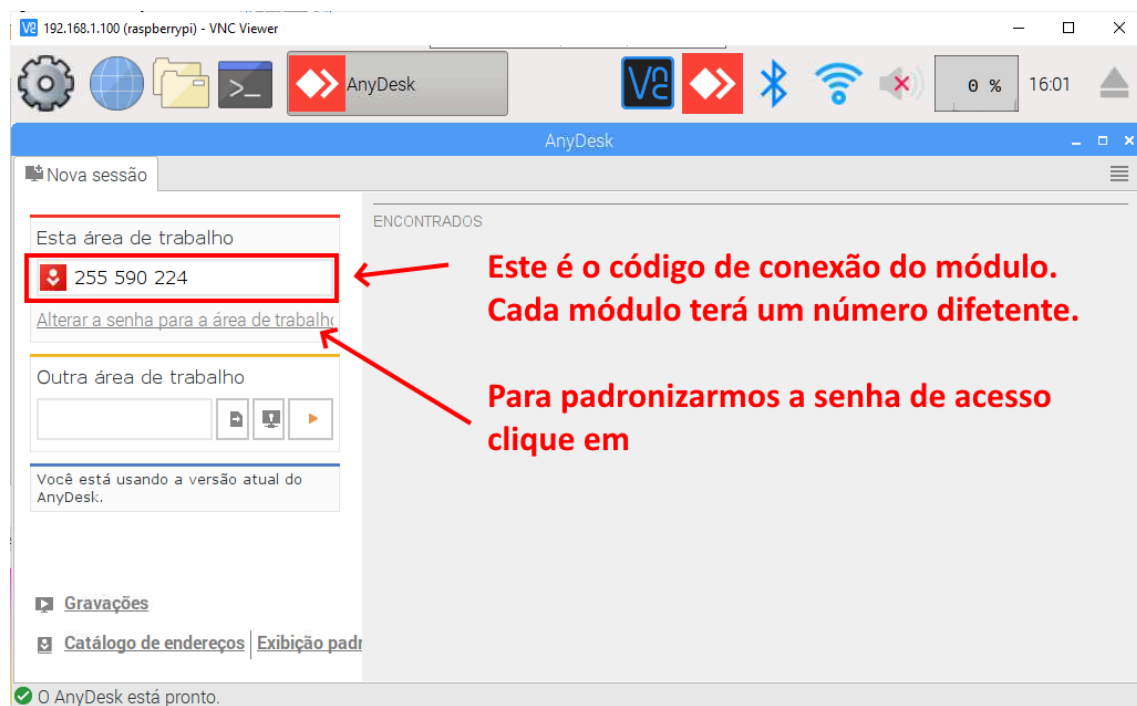 192.168.1.100 (raspberrypi) - VNC Viewer
AnyDesk
0 %
16:01
AnyDesk
Nova sessão
Esta área de trabalho
255 590 224
Alterar a senha para a área de trabalho
Outra área de trabalho
Você está usando a versão atual do
AnyDesk.
Gravações
Catálogo de endereços
Exibição padr
ENCONTRADOS
Este é o código de conexão do módulo.
Cada módulo terá um número difetente.
Para padronizarmos a senha de acesso
clique em
O AnyDesk está pronto.